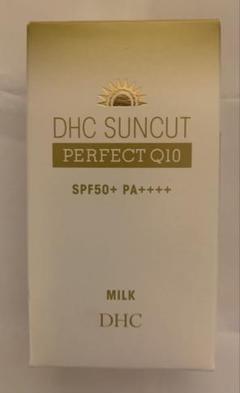 DHC SUNCUT
PERFECT Q10
SPF50+ PA++++
MILK
DHC